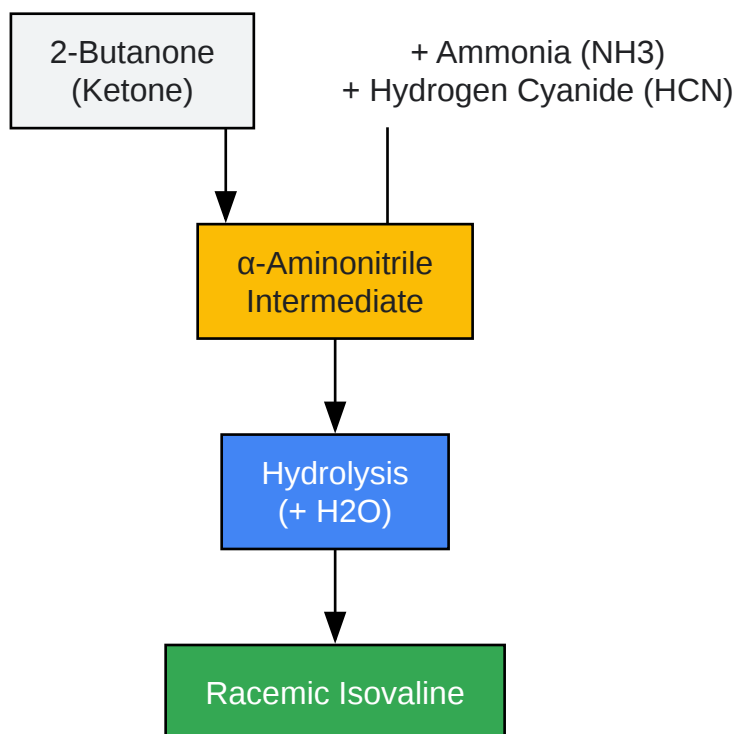 2-Butanone
(Ketone)
+ Ammonia (NH3)
+ Hydrogen Cyanide (HCN)
α-Aminonitrile
Intermediate
Hydrolysis
(+ H2O)
Racemic Isovaline